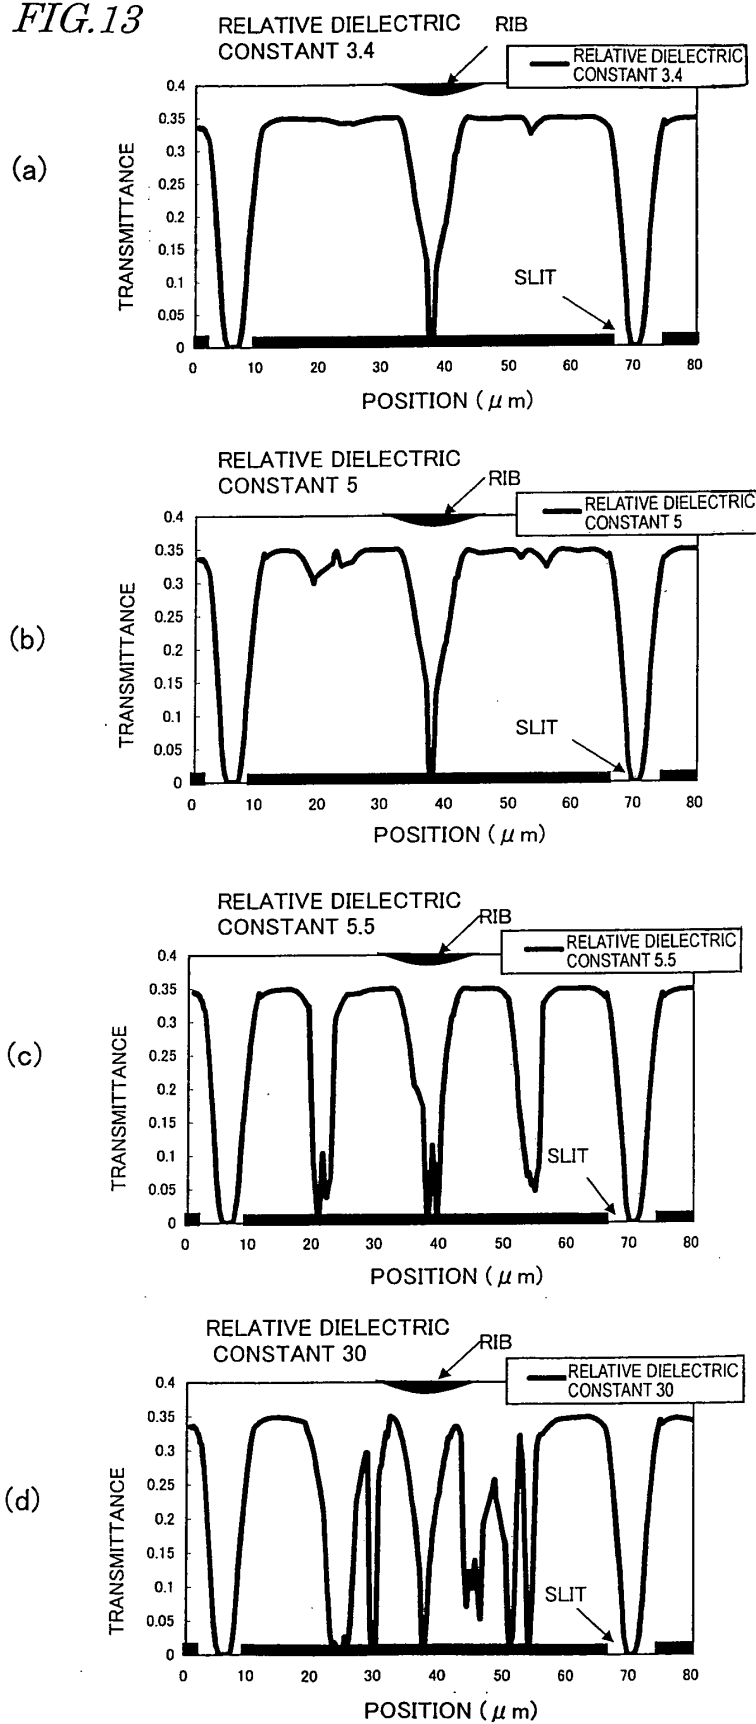 FIG.13
RELATIVE DIELECTRIC
CONSTANT 3.4
RIB
RELATIVE DIELECTRIC
CONSTANT 3.4
(a)
TRANSMITTANCE
0.4
0.35
0.3
0.25
0.2
0.15
0.1
0.05
0
SLIT
0 10 20 30 40 50 60 70 80
POSITION (μm)
RELATIVE DIELECTRIC
CONSTANT 5
RIB
RELATIVE DIELECTRIC
CONSTANT 5
(b)
TRANSMITTANCE
0.4
0.35
0.3
0.25
0.2
0.15
0.1
0.05
0
SLIT
0 10 20 30 40 50 60 70 80
POSITION (μm)
RELATIVE DIELECTRIC
CONSTANT 5.5
RIB
RELATIVE DIELECTRIC
CONSTANT 5.5
(c)
TRANSMITTANCE
0.4
0.35
0.3
0.25
0.2
0.15
0.1
0.05
0
SLIT
0 10 20 30 40 50 60 70 80
POSITION (μm)
RELATIVE DIELECTRIC
CONSTANT 30
RIB
RELATIVE DIELECTRIC
CONSTANT 30
(d)
TRANSMITTANCE
0.4
0.35
0.3
0.25
0.2
0.15
0.1
0.05
0
SLIT
0 10 20 30 40 50 60 70 80
POSITION (μm)